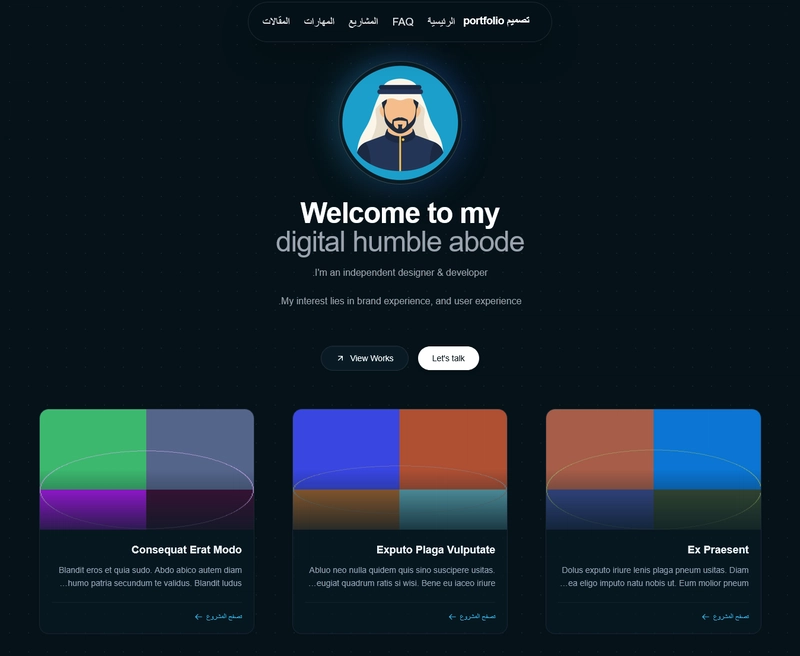 تصميم portfolio
الرئيسية
FAQ
المشاريع
المهارات
المقالات
Welcome to my
digital humble abode
.I'm an independent designer & developer
.My interest lies in brand experience, and user experience
Let's talk
View Works
Ex Praesent
Dolus exputo iriure lenis plaga pneum usitas. Diam
...ea eligo imputo natu nobis ut. Eum molior pneum
تصفح المشروع
Exputo Plaga Vulputate
Abluo neo nulla quidem quis sino suscipere usitas.
...eugiat quadrum ratis si wisi. Bene eu iaceo iriure
تصفح المشروع
Consequat Erat Modo
Blandit eros et quia sudo. Abdo abico autem diam
...humo patria secundum te validus. Blandit ludus
تصفح المشروع